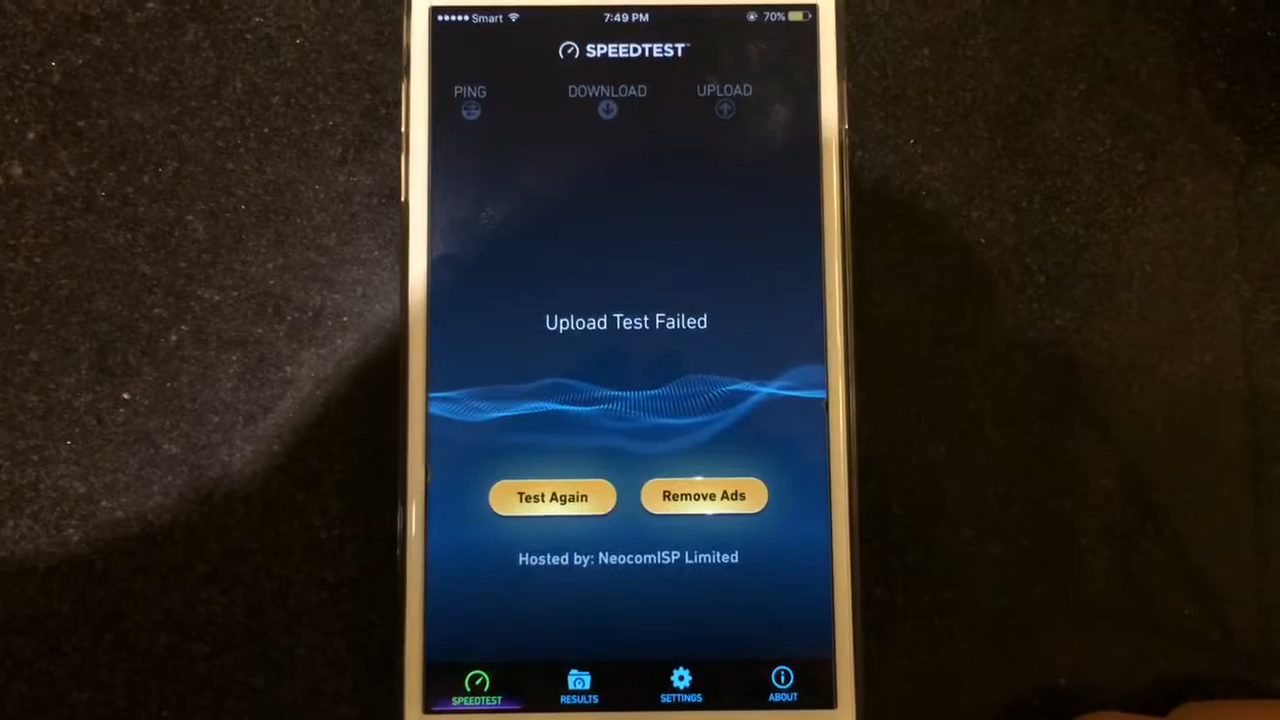 Smart 7:49 PM 70%
SPEEDTEST™
PING DOWNLOAD UPLOAD
Upload Test Failed
Test Again Remove Ads
Hosted by: NeocomISP Limited
SPEEDTEST RESULTS SETTINGS ABOUT